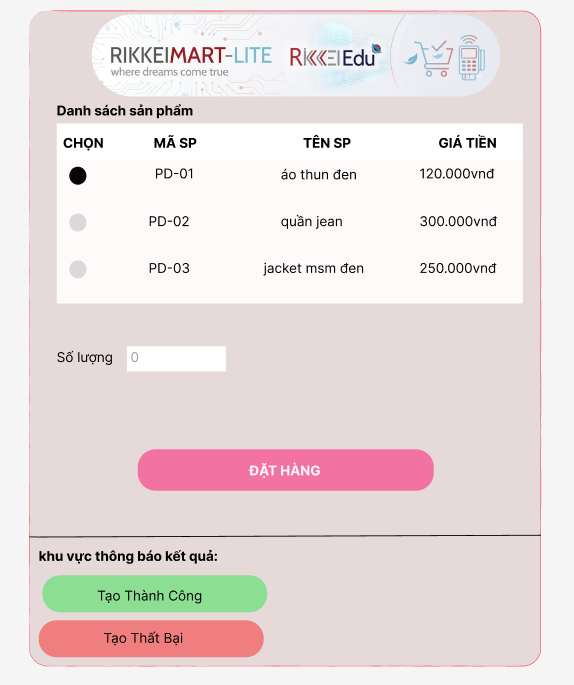 RIKKEIMART-LITE RIKKEIEdu
where dreams come true
Danh sách sản phẩm
CHỌN MÃ SP TÊN SP GIÁ TIỀN
PD-01 áo thun đen 120.000vnđ
PD-02 quần jean 300.000vnđ
PD-03 jacket msm đen 250.000vnđ
Số lượng 0
ĐẶT HÀNG
khu vực thông báo kết quả:
Tạo Thành Công
Tạo Thất Bại